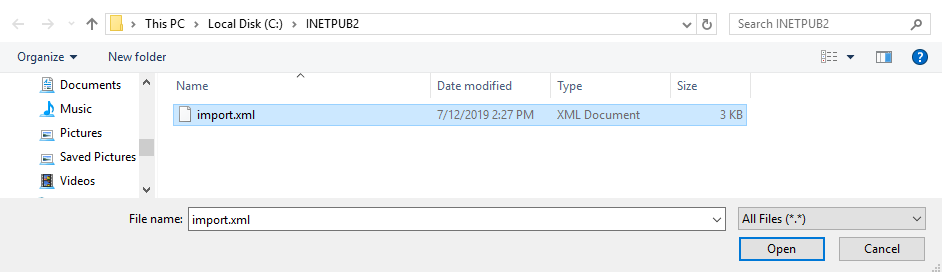 This PC > Local Disk (C:) > INETPUB2
Search INETPUB2
Organize New folder
Name Date modified Type Size
Documents
Music
Pictures
Saved Pictures
Videos
import.xml 7/12/2019 2:27 PM XML Document 3 KB
File name: import.xml All Files (*.*)
Open Cancel